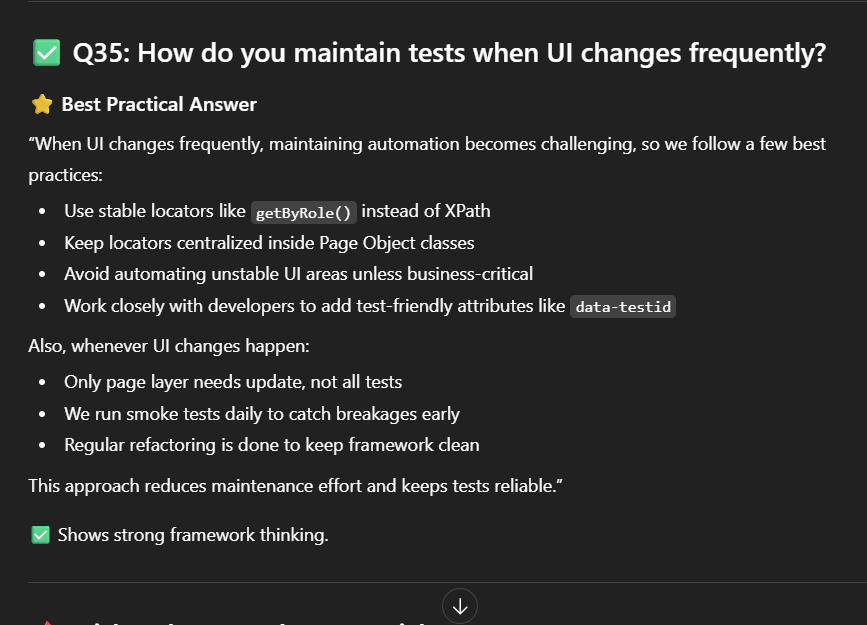 ✅ Q35: How do you maintain tests when UI changes frequently?
⭐ Best Practical Answer
“When UI changes frequently, maintaining automation becomes challenging, so we follow a few best
practices:
• Use stable locators like getByRole() instead of XPath
• Keep locators centralized inside Page Object classes
• Avoid automating unstable UI areas unless business-critical
• Work closely with developers to add test-friendly attributes like data-testid
Also, whenever UI changes happen:
• Only page layer needs update, not all tests
• We run smoke tests daily to catch breakages early
• Regular refactoring is done to keep framework clean
This approach reduces maintenance effort and keeps tests reliable.”
✅ Shows strong framework thinking.